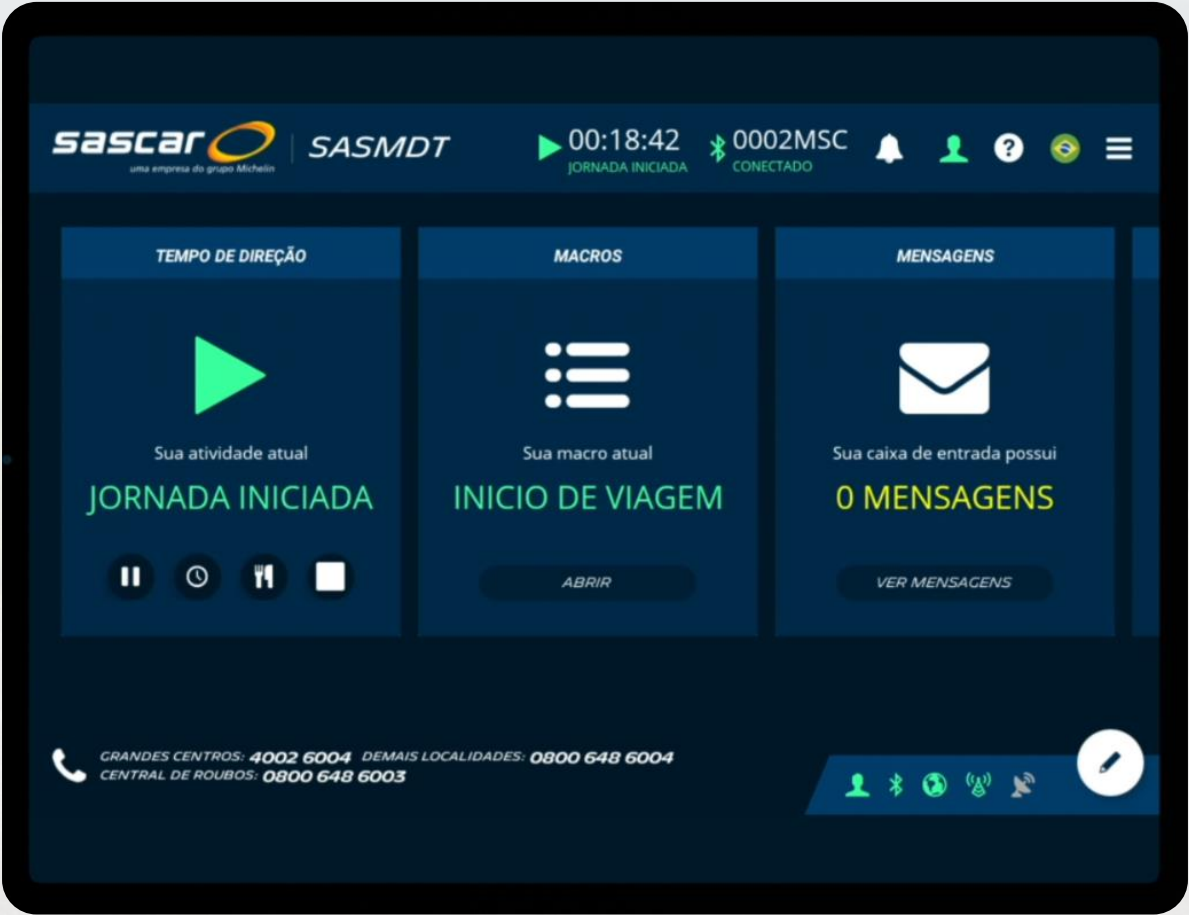 sascar SASMDT
uma empresa do grupo Michelin
00:18:42
JORNADA INICIADA
0002MSC
CONECTADO
?
TEMPO DE DIREÇÃO
Sua atividade atual
JORNADA INICIADA
MACROS
Sua macro atual
INICIO DE VIAGEM
ABRIR
MENSAGENS
Sua caixa de entrada possui
0 MENSAGENS
VER MENSAGENS
GRANDES CENTROS: 4002 6004 DEMAIS LOCALIDADES: 0800 648 6004
CENTRAL DE ROUBOS: 0800 648 6003